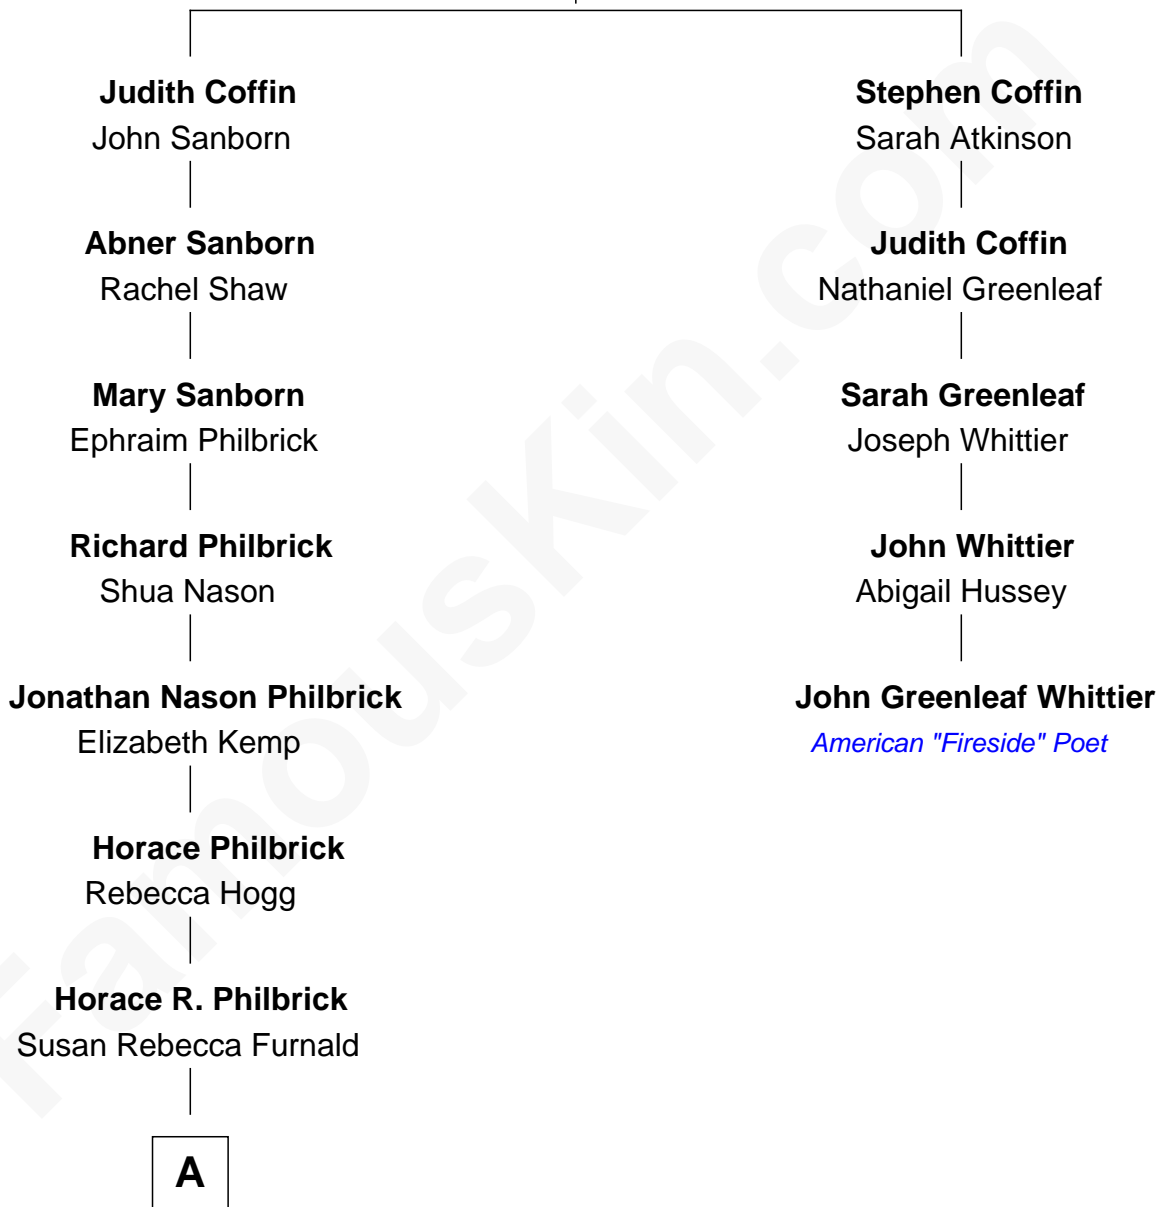 Judith Coffin
John Sanborn
Stephen Coffin
Sarah Atkinson
Abner Sanborn
Rachel Shaw
Judith Coffin
Nathaniel Greenleaf
Mary Sanborn
Ephraim Philbrick
Sarah Greenleaf
Joseph Whittier
Richard Philbrick
Shua Nason
John Whittier
Abigail Hussey
Jonathan Nason Philbrick
Elizabeth Kemp
John Greenleaf Whittier
American "Fireside" Poet
Horace Philbrick
Rebecca Hogg
Horace R. Philbrick
Susan Rebecca Furnald
A
FamousKin.com